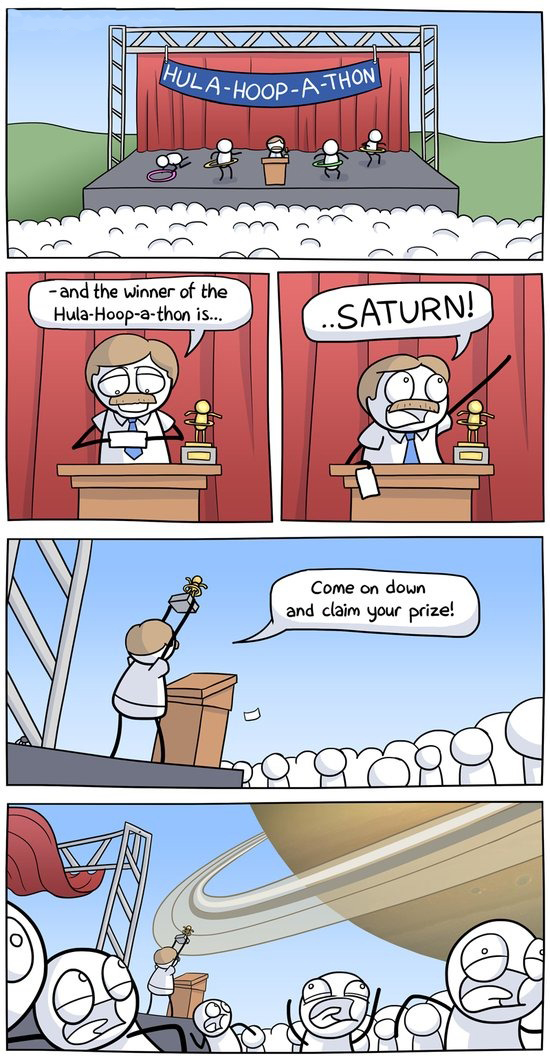 HULA-HOOP-A-THON
-and the winner of the
Hula-Hoop-a-thon is...
..SATURN!
Come on down
and claim your prize!